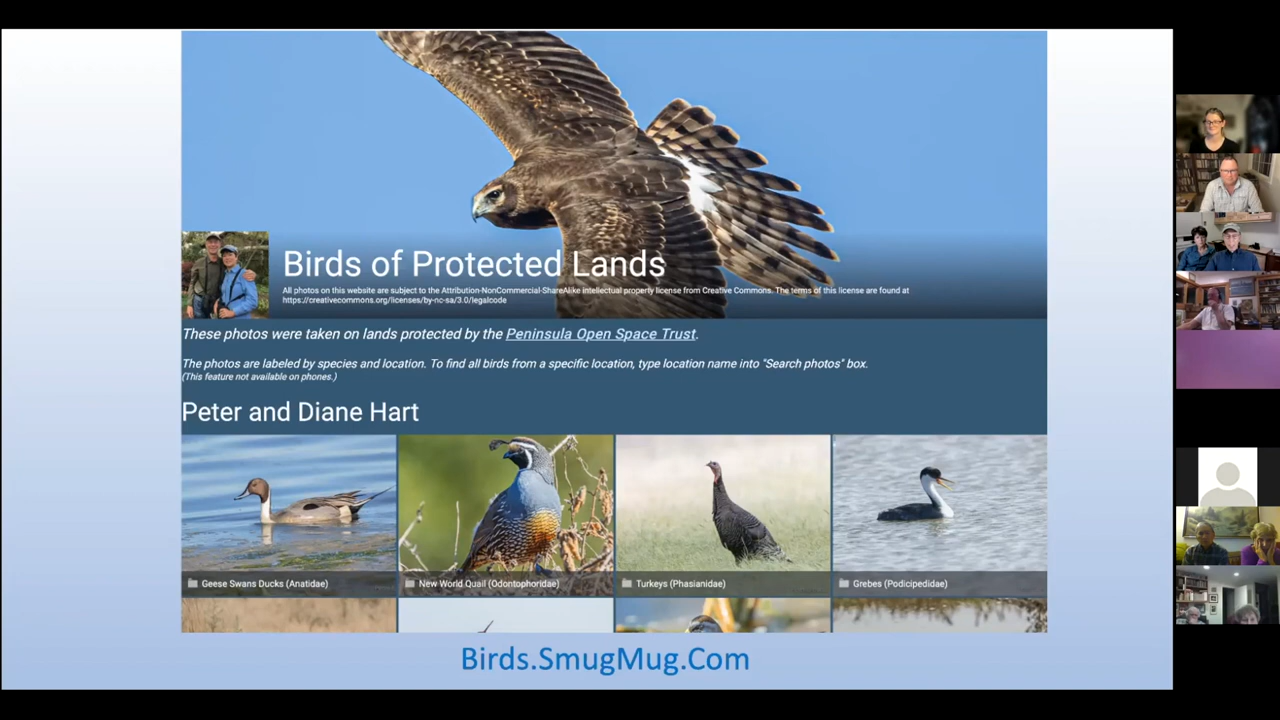 Birds of Protected Lands
All photos on this website are subject to the Attribution-NonCommercial-ShareAlike intellectual property license from Creative Commons. The terms of this license are found at
https://creativecommons.org/licenses/by-nc-sa/3.0/legalcode
These photos were taken on lands protected by the Peninsula Open Space Trust.
The photos are labeled by species and location. To find all birds from a specific location, type location name into "Search photos" box.
(This feature not available on phones.)
Peter and Diane Hart
Geese Swans Ducks (Anatidae)
New World Quail (Odontophoridae)
Turkeys (Phasianidae)
Grebes (Podicipedidae)
Birds.SmugMug.Com